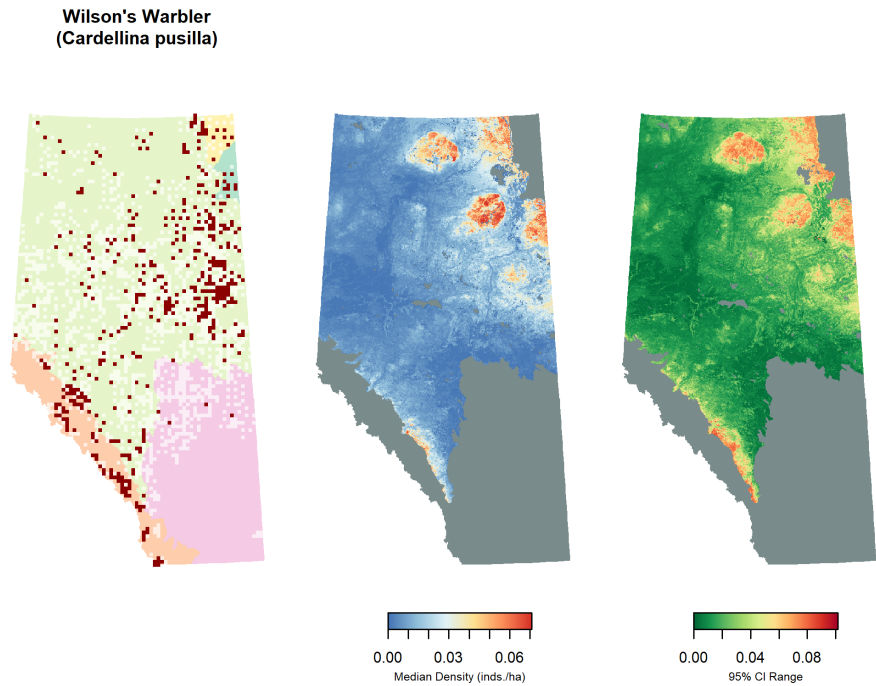 Wilson's Warbler
(Cardellina pusilla)
0.00 0.03 0.06
Median Density (inds./ha)
0.00 0.04 0.08
95% CI Range